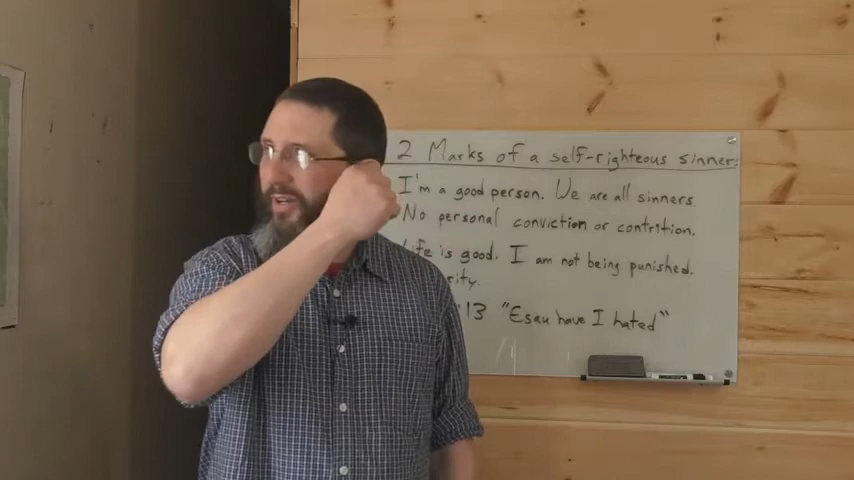 2 Marks of a self-righteous sinner:
I'm a good person. We are all sinners.
No personal conviction or contrition.
Life is good. I am not being punished.
'13 "Esau have I hated"